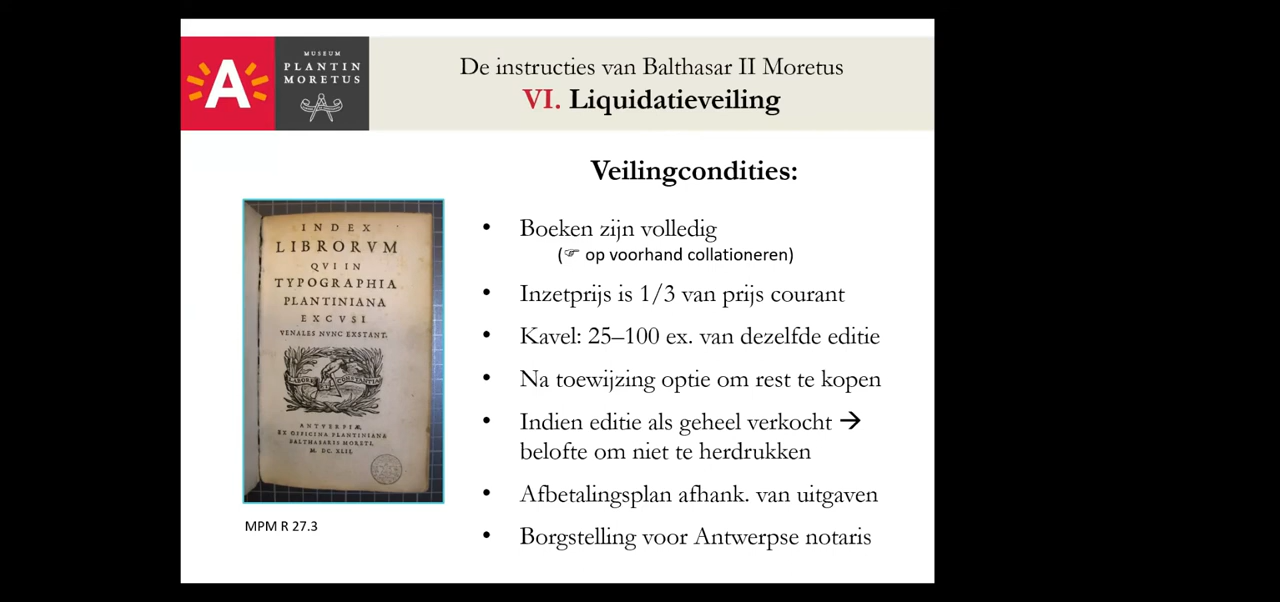 A
MUSEUM
PLANTIN
MORETUS
De instructies van Balthasar II Moretus
VI. Liquidatieveiling
Veilingcondities:
• Boeken zijn volledig
(☞ op voorhand collationeren)
• Inzetprijs is 1/3 van prijs courant
• Kavel: 25–100 ex. van dezelfde editie
• Na toewijzing optie om rest te kopen
• Indien editie als geheel verkocht →
belofte om niet te herdrukken
• Afbetalingsplan afhank. van uitgaven
• Borgstelling voor Antwerpse notaris
INDEX
LIBRORVM
QVI IN
TYPOGRAPHIA
PLANTINIANA
EXCVSI
VENALES NVNC EXSTANT.
LABORE CONSTANTIA
ANTVERPIÆ,
EX OFFICINA PLANTINIANA
BALTHASARIS MORETI.
M. DC. XLII.
MPM R 27.3